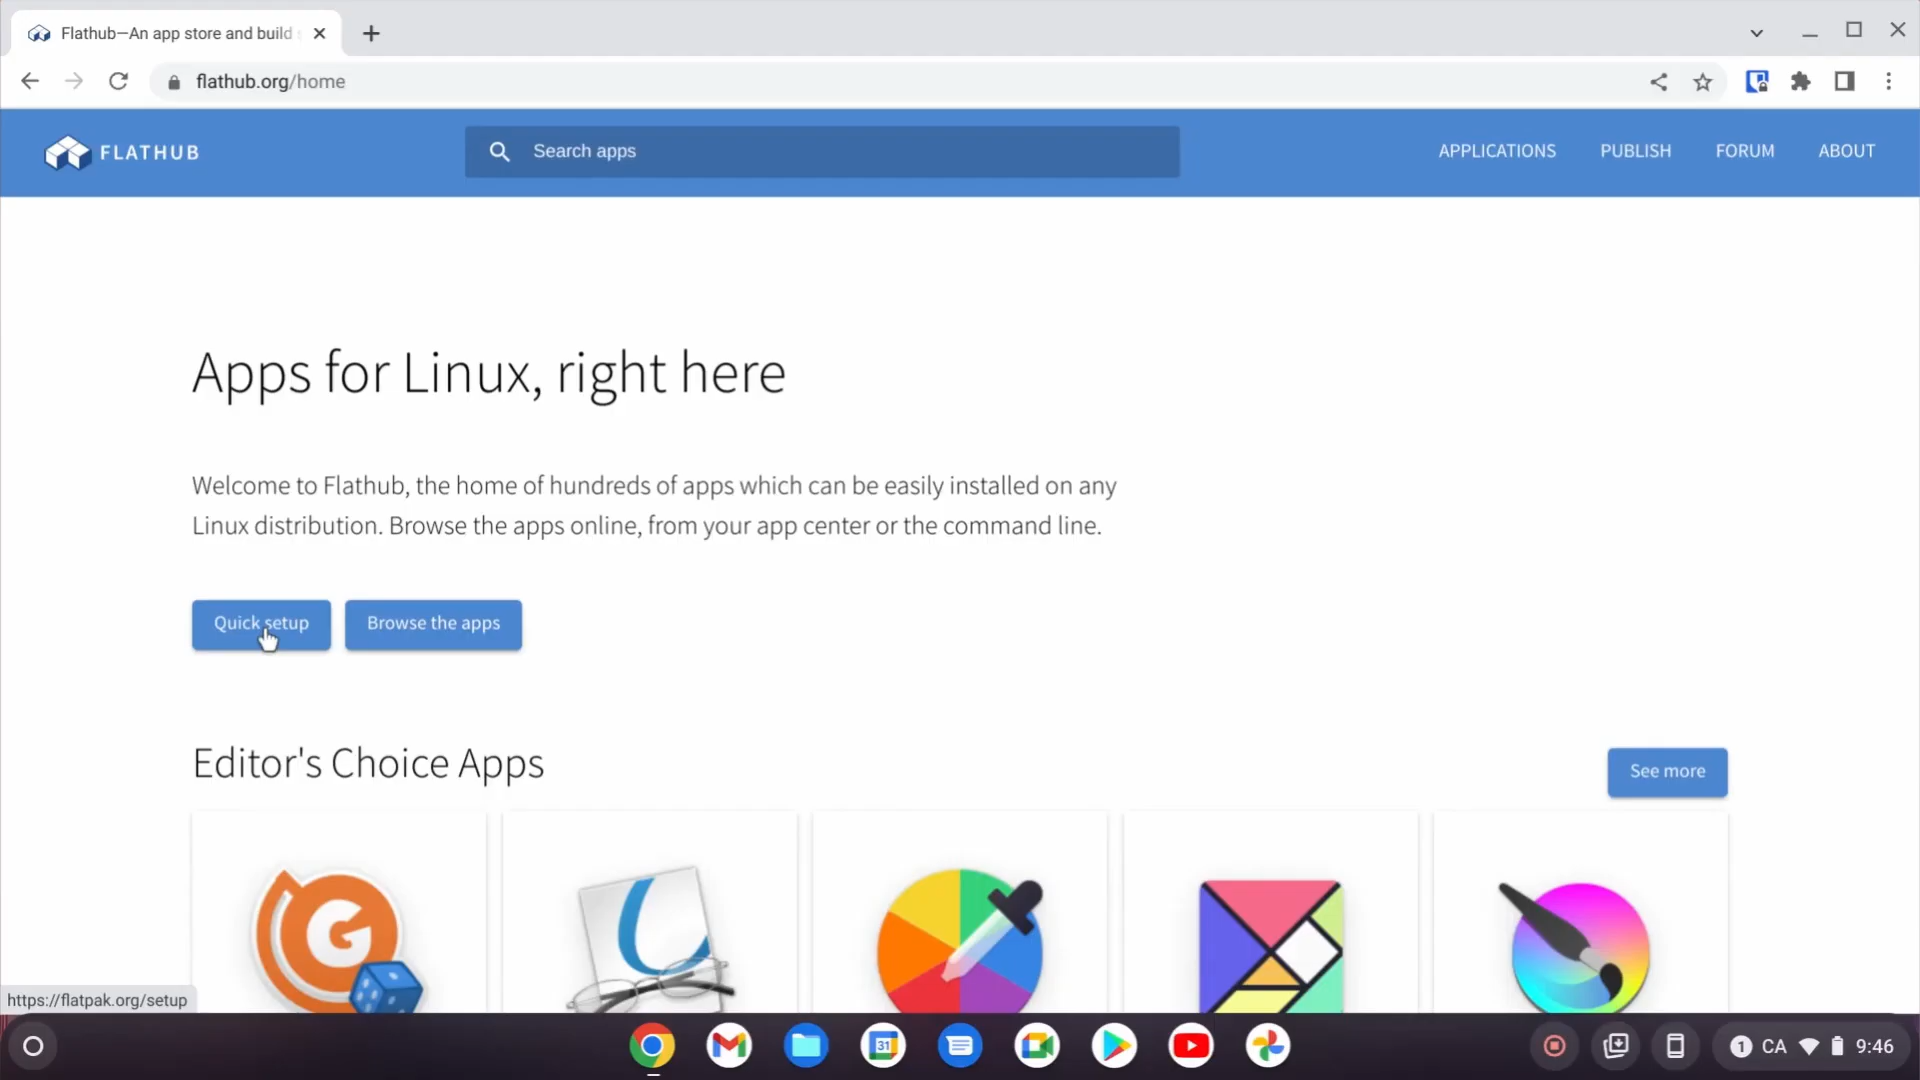 Flathub—An app store and build
flathub.org/home
FLATHUB
Search apps
APPLICATIONS
PUBLISH
FORUM
ABOUT
Apps for Linux, right here
Welcome to Flathub, the home of hundreds of apps which can be easily installed on any
Linux distribution. Browse the apps online, from your app center or the command line.
Quick setup
Browse the apps
Editor's Choice Apps
See more
G
https://flatpak.org/setup
31
1 CA 9:46